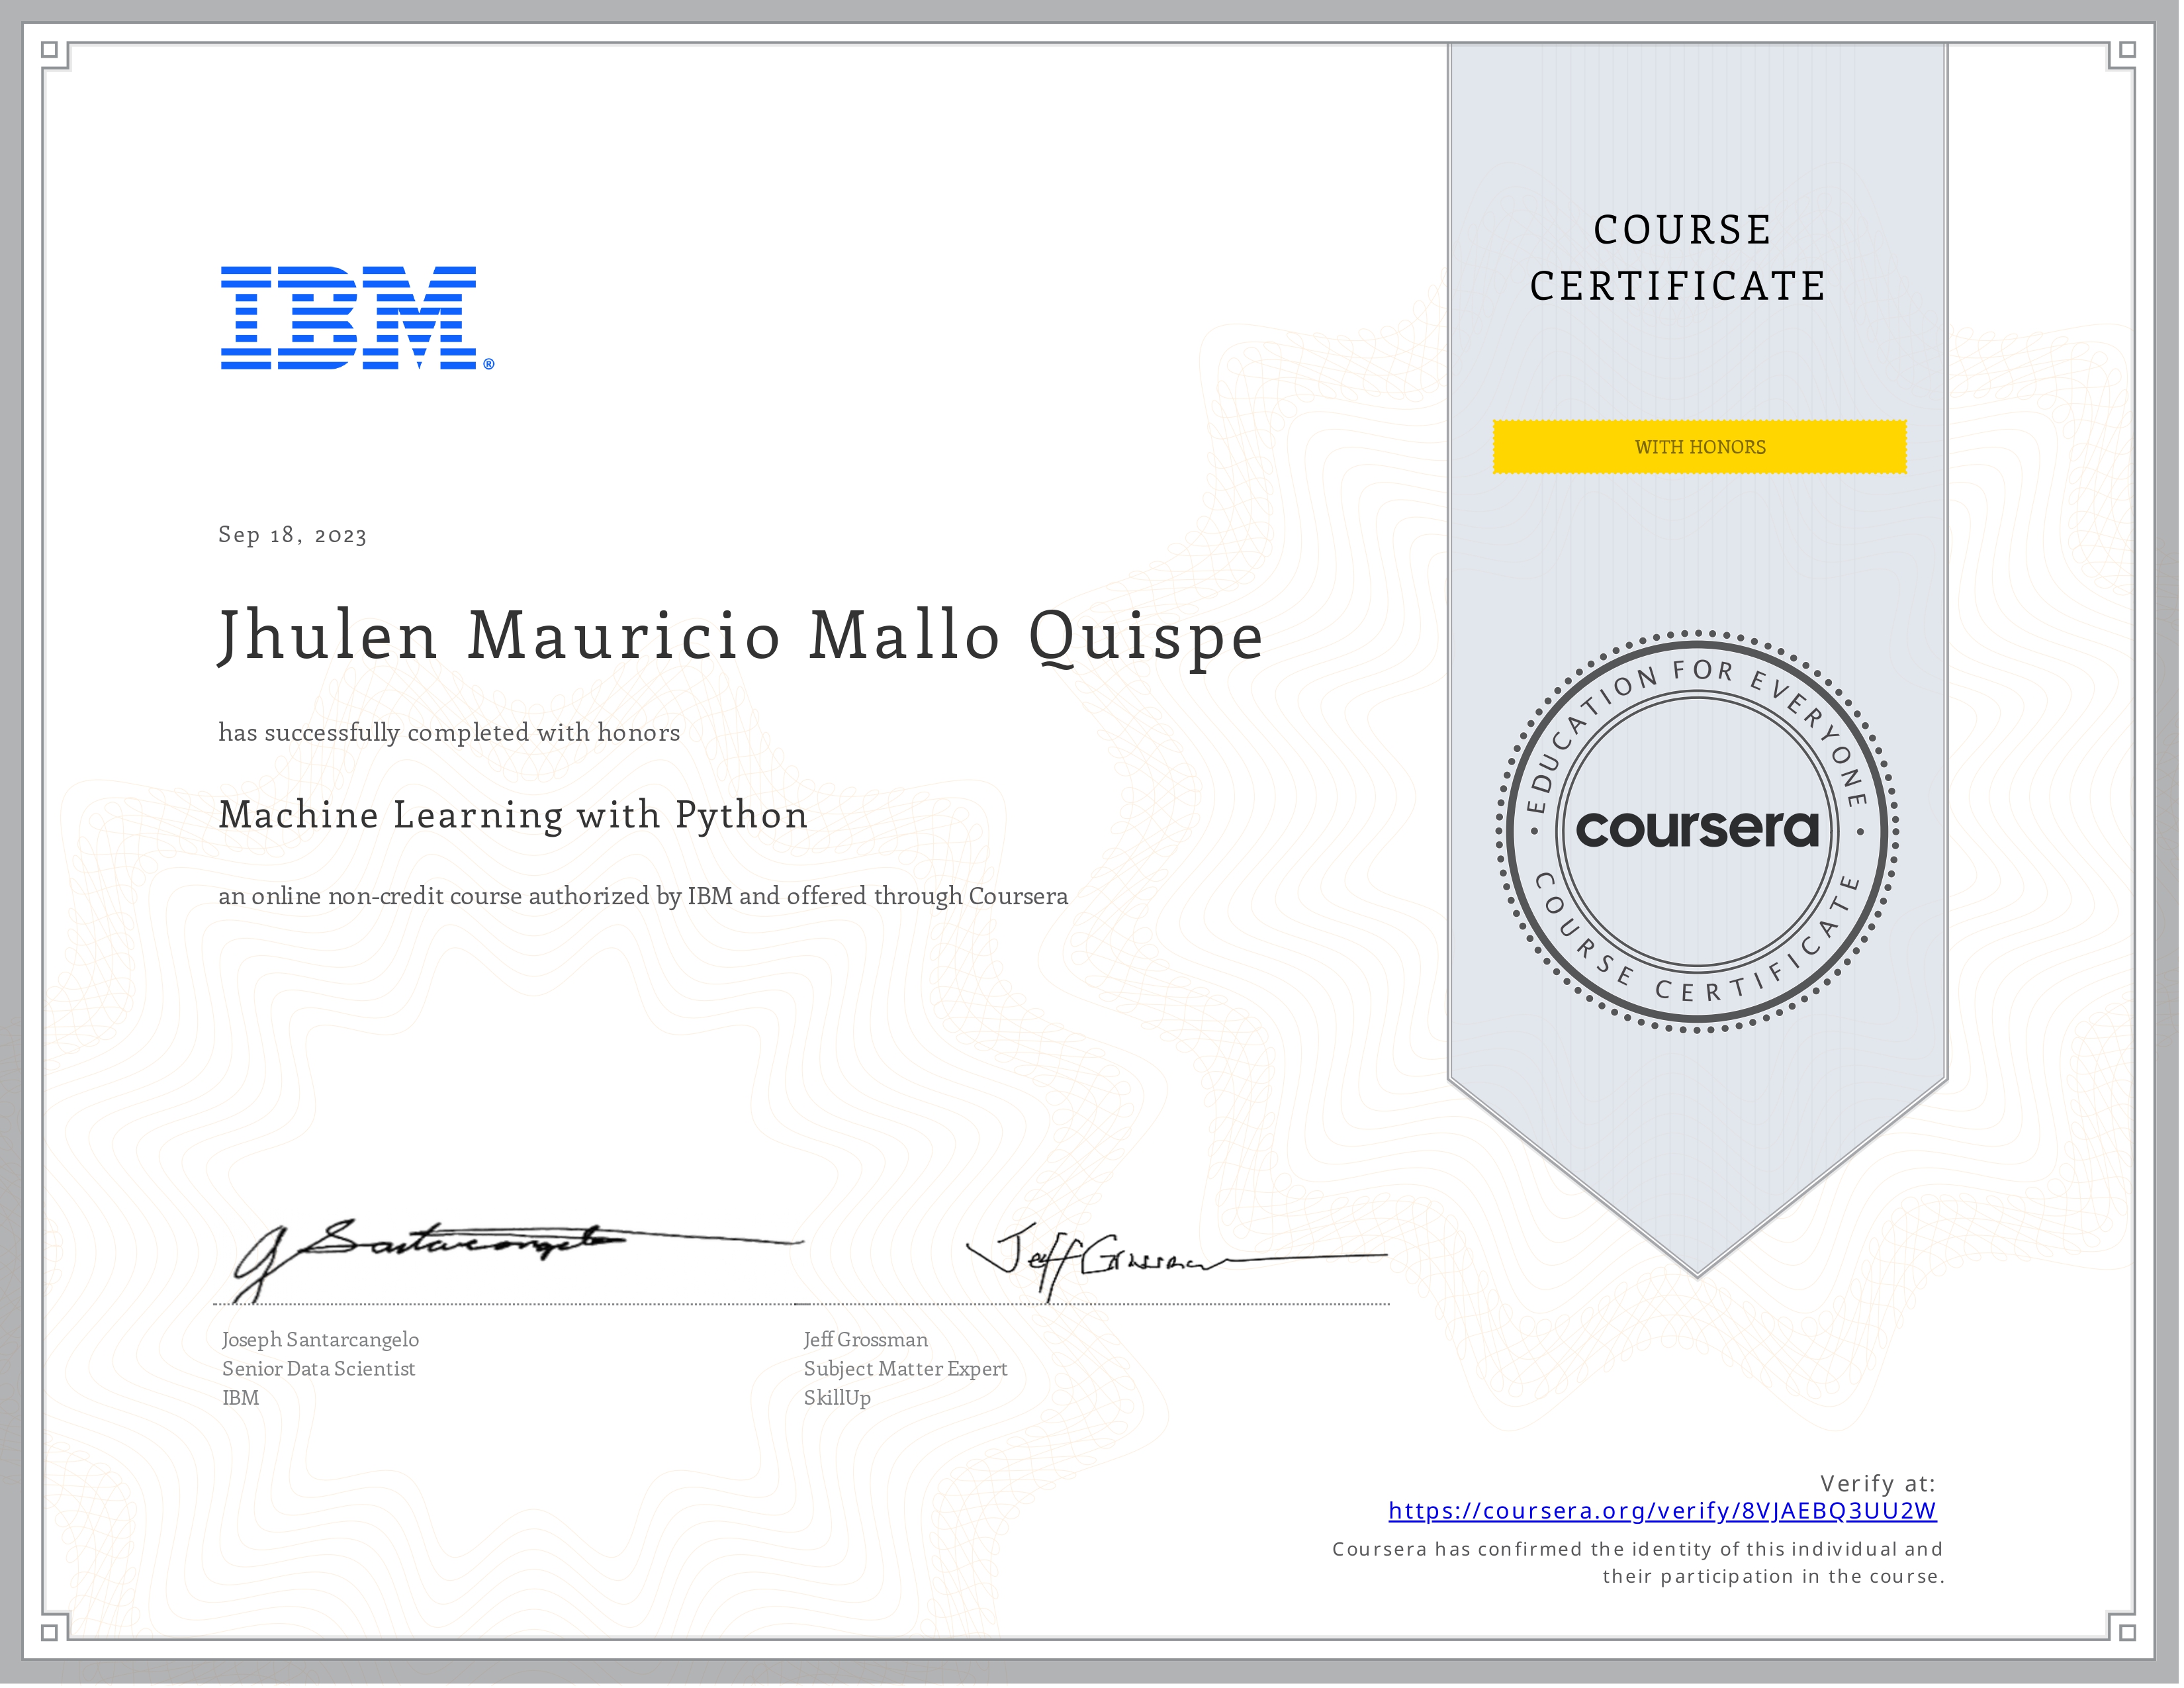 IBM®
COURSE
CERTIFICATE
WITH HONORS
Sep 18, 2023
Jhulen Mauricio Mallo Quispe
has successfully completed with honors
Machine Learning with Python
an online non-credit course authorized by IBM and offered through Coursera
• EDUCATION FOR EVERYONE •
coursera
COURSE CERTIFICATE
J Santarcangelo
Jeff Grossman
Joseph Santarcangelo
Senior Data Scientist
IBM
Jeff Grossman
Subject Matter Expert
SkillUp
Verify at:
https://coursera.org/verify/8VJAEBQ3UU2W
Coursera has confirmed the identity of this individual and
their participation in the course.